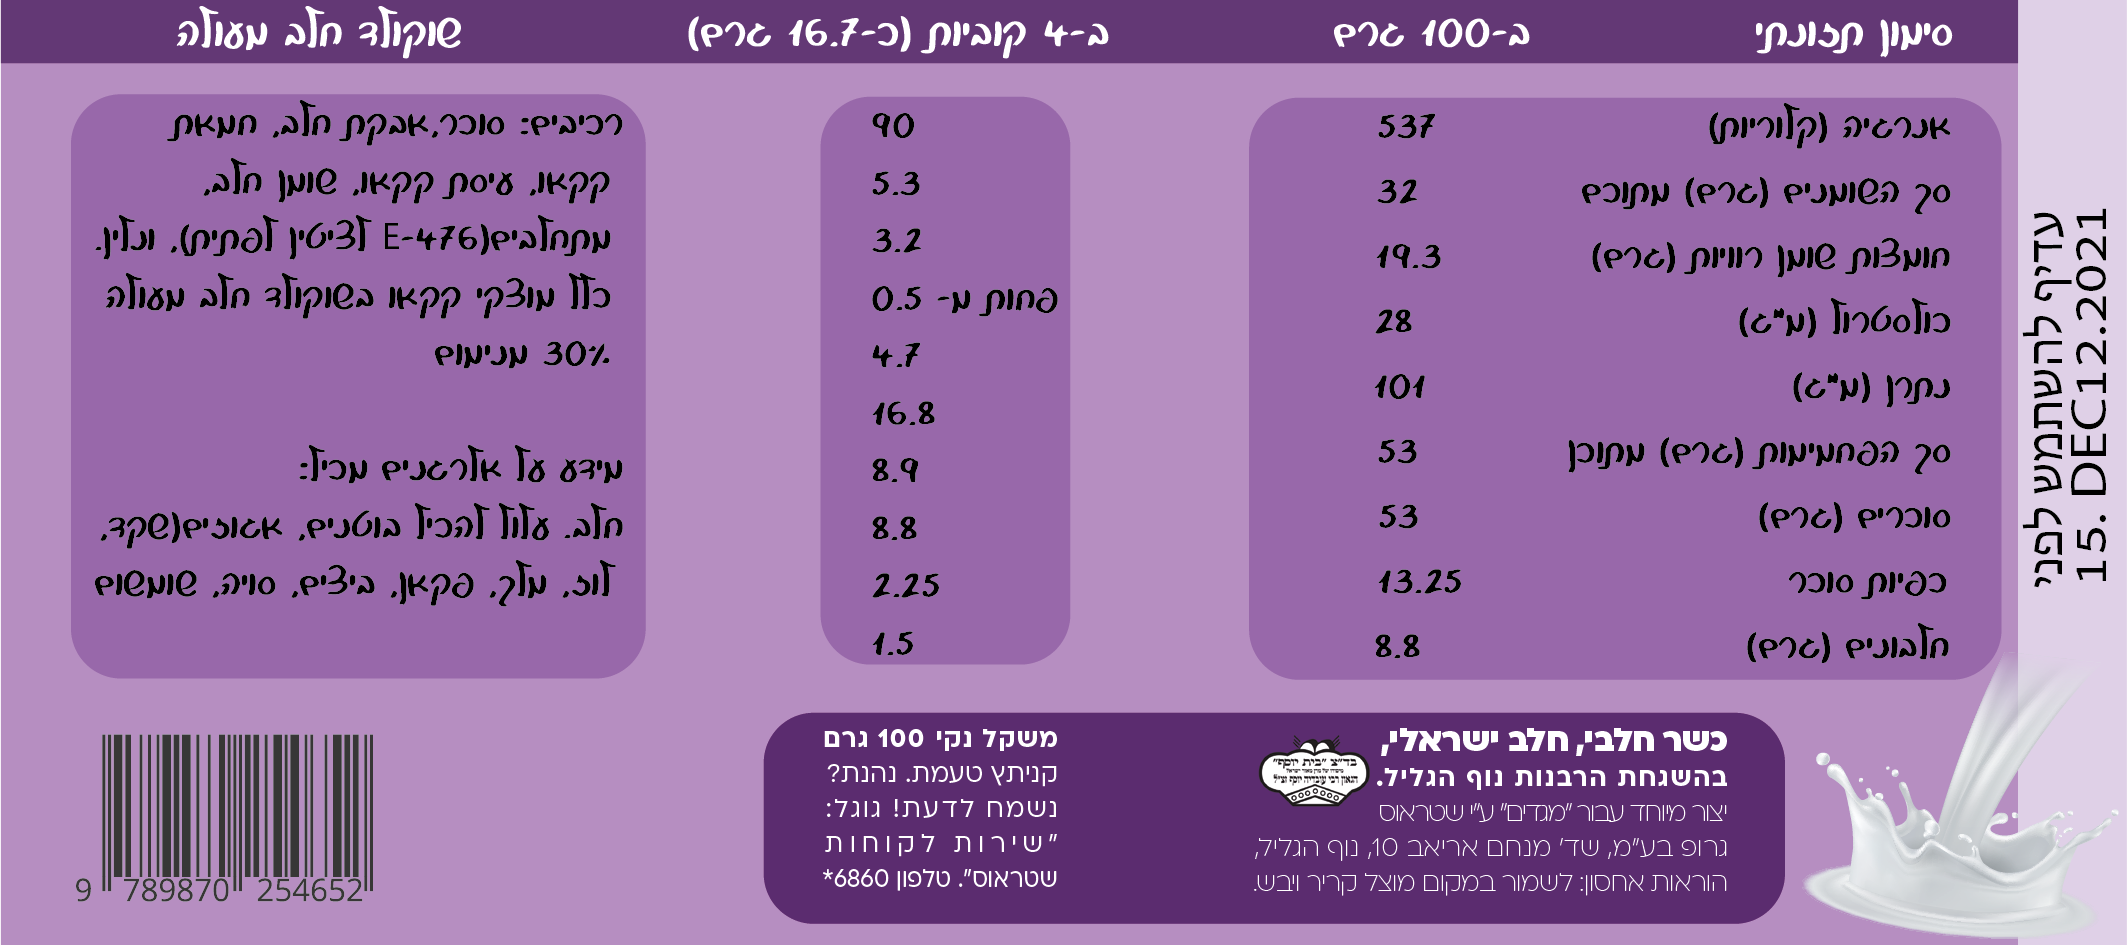 סימון תזונתי
ב-100 גרם
ב-4 קוביות (כ-16.7 גרם)
שוקולד חלב מעולה
אנרגיה (קלוריות) 537
סך השומנים (גרם) מתוכם 32
חומצות שומן רוויות (גרם) 19.3
כולסטרול (מ"ג) 28
נתרן (מ"ג) 101
סך הפחמימות (גרם) מתוכן 53
סוכרים (גרם) 53
כפיות סוכר 13.25
חלבונים (גרם) 8.8
90
5.3
3.2
פחות מ- 0.5
4.7
16.8
8.9
8.8
2.25
1.5
רכיבים: סוכר,אבקת חלב, חמאת
קקאו, עיסת קקאו, שומן חלב,
מתחלבים(E-476 לציטין לפתית), ונלין.
כלל מוצקי קקאו בשוקולד חלב מעולה
30% מנימום
מידע על אלרגנים מכיל:
חלב. עלול להכיל בוטנים, אגוזים(שקד,
לוז, מלך, פקאן, ביצים, סויה, שומשום
עדיף להשתמש לפני
15. DEC12.2021
כשר חלבי, חלב ישראלי,
בהשגחת הרבנות נוף הגליל.
יצור מיוחד עבור "מגדים" ע"י שטראוס
גרופ בע"מ, שד' מנחם אריאב 10, נוף הגליל,
הוראות אחסון: לשמור במקום מוצל קריר ויבש.
בד"צ "בית יוסף"
משקל נקי 100 גרם
קניתץ טעמת. נהנת?
נשמח לדעת! גוגל:
"שירות לקוחות
שטראוס". טלפון 6860*
9 789870 254652